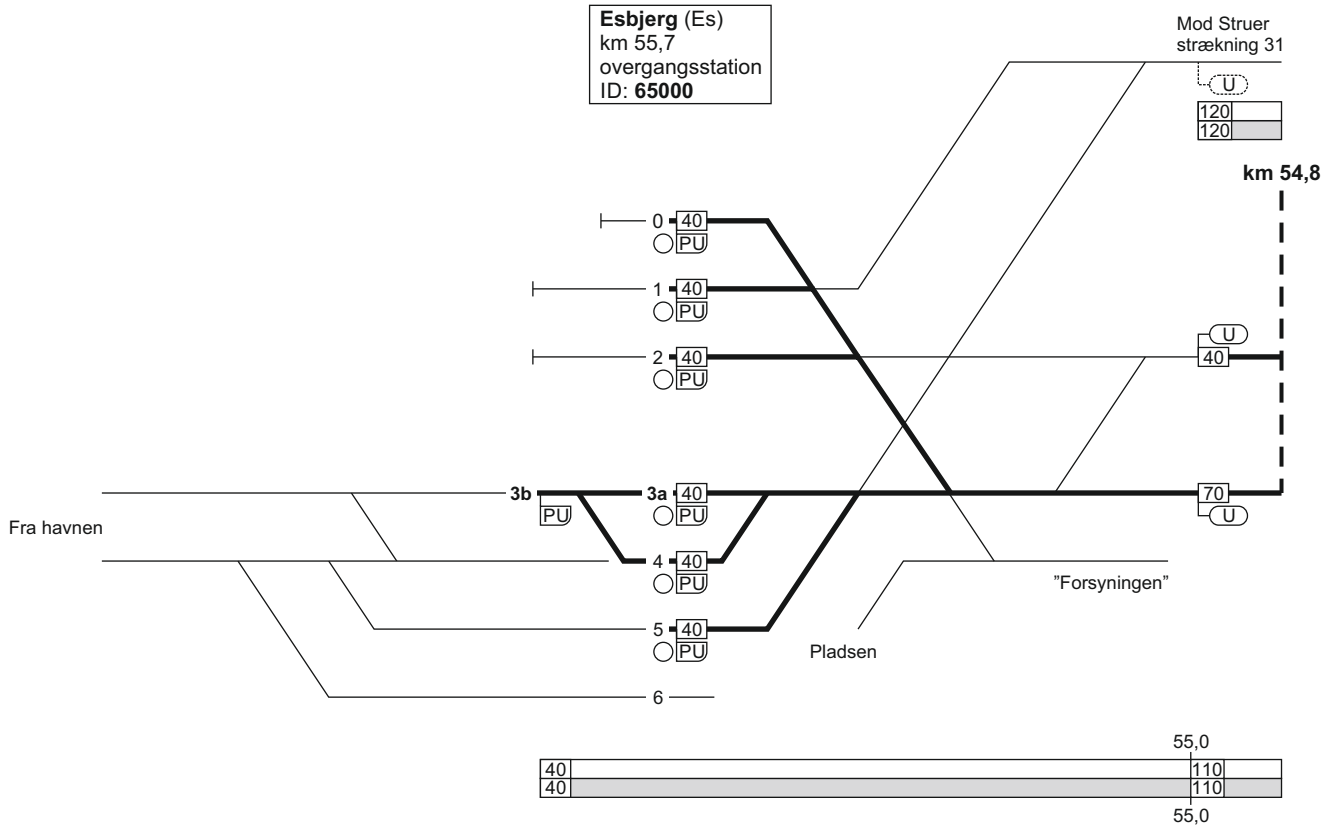 Esbjerg (Es)
km 55,7
overgangsstation
ID: 65000
Mod Struer
strækning 31
U
120
120
km 54,8
0 40
PU
1 40
PU
2 40
PU
U
40
3b
PU
3a 40
PU
70
U
Fra havnen
4 40
PU
"Forsyningen"
5 40
PU
Pladsen
6
55,0
40 110
40 110
55,0